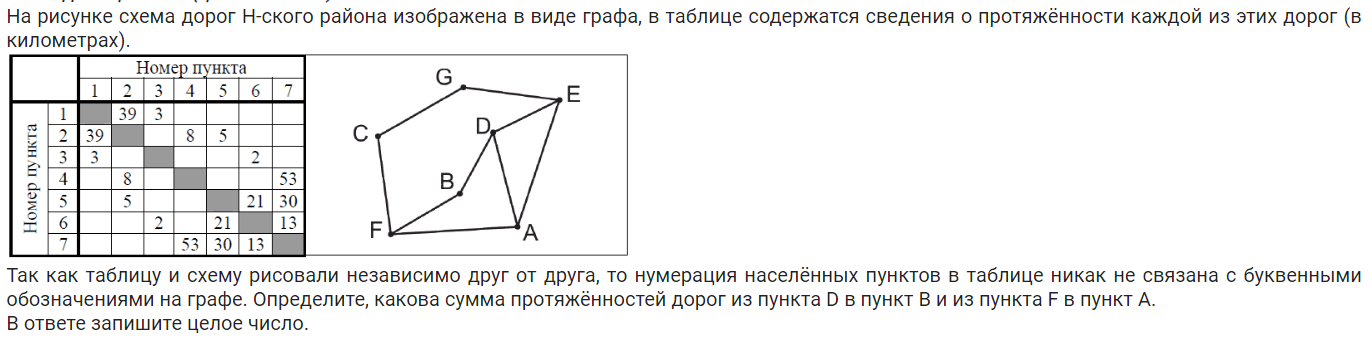 На рисунке схема дорог Н-ского района изображена в виде графа, в таблице содержатся сведения о протяжённости каждой из этих дорог (в
километрах).
Номер пункта
1 2 3 4 5 6 7
Номер пункта
1 39 3
2 39 8 5
3 3 2
4 8 53
5 5 21 30
6 2 21 13
7 53 30 13
G
E
C
D
B
F
A
Так как таблицу и схему рисовали независимо друг от друга, то нумерация населённых пунктов в таблице никак не связана с буквенными
обозначениями на графе. Определите, какова сумма протяжённостей дорог из пункта D в пункт B и из пункта F в пункт A.
В ответе запишите целое число.